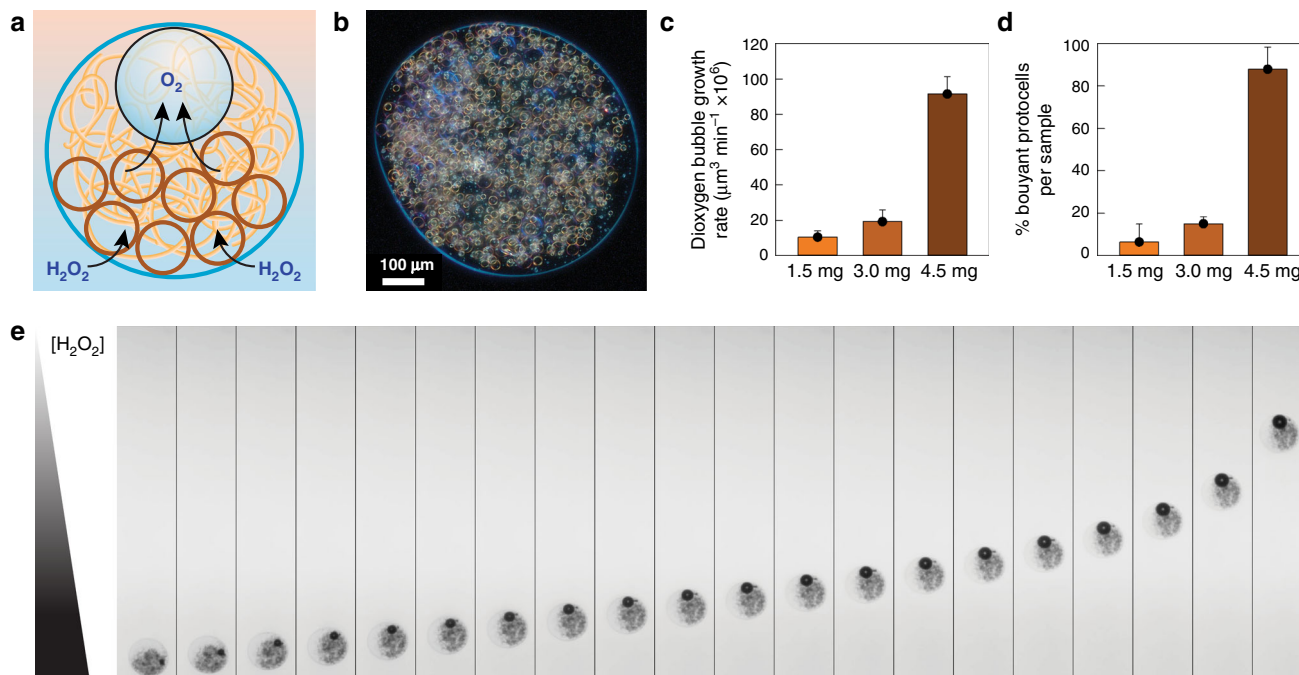 a
O₂
H₂O₂
H₂O₂
b
100 µm
c
Dioxygen bubble growth
rate (µm³ min⁻¹ ×10⁶)
120
100
80
60
40
20
0
1.5 mg
3.0 mg
4.5 mg
d
% bouyant protocells
per sample
100
80
60
40
20
0
1.5 mg
3.0 mg
4.5 mg
e
[H₂O₂]